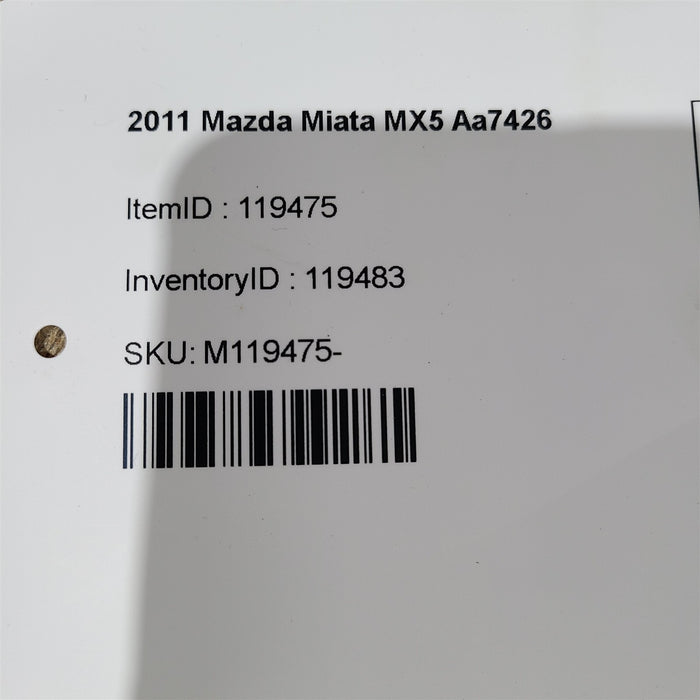 2011 Mazda Miata MX5 Aa7426
ItemID : 119475
InventoryID : 119483
SKU: M119475-